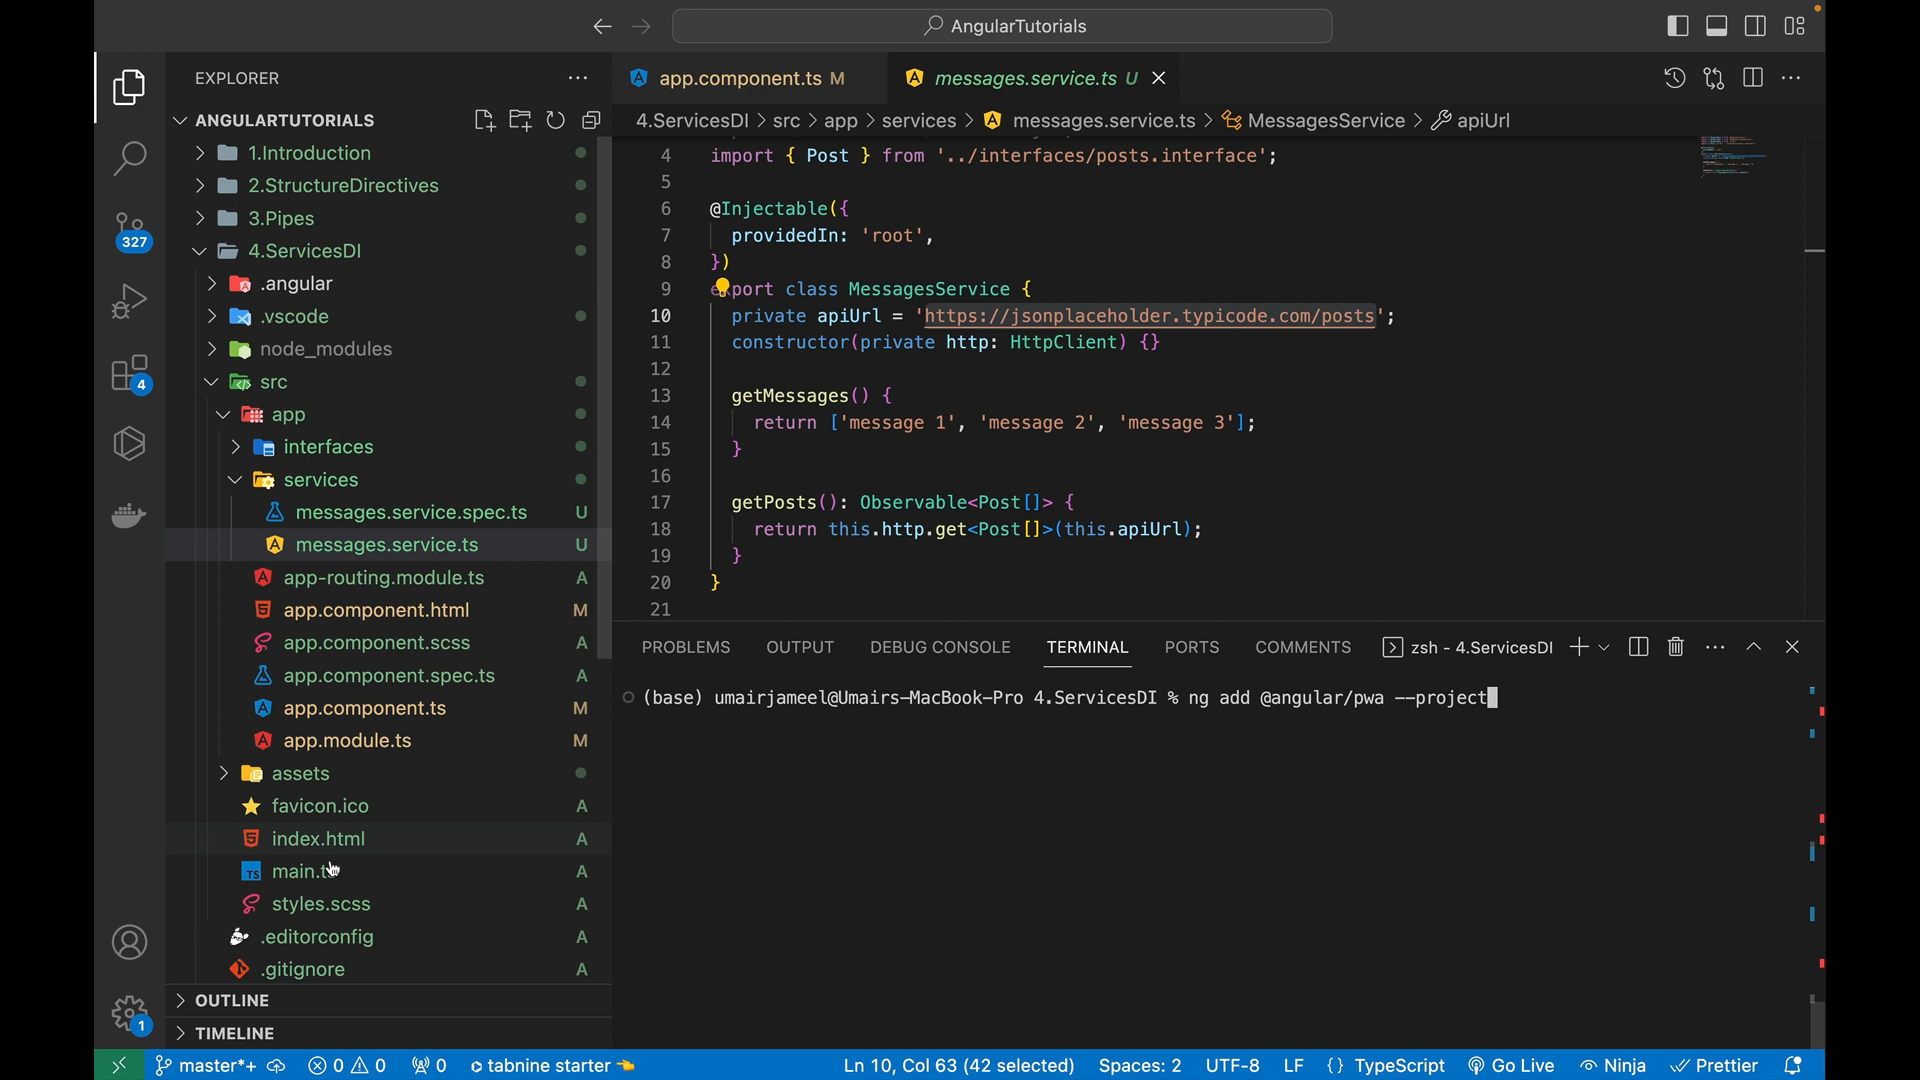 AngularTutorials
EXPLORER
ANGULARTUTORIALS
1.Introduction
2.StructureDirectives
3.Pipes
4.ServicesDI
.angular
.vscode
node_modules
src
app
interfaces
services
messages.service.spec.ts U
messages.service.ts U
app-routing.module.ts A
app.component.html M
app.component.scss A
app.component.spec.ts A
app.component.ts M
app.module.ts M
assets
favicon.ico A
index.html A
main.ts A
styles.scss A
.editorconfig A
.gitignore A
OUTLINE
TIMELINE
327
4
1
app.component.ts M
messages.service.ts U
4.ServicesDI > src > app > services > messages.service.ts > MessagesService > apiUrl
4 import { Post } from '../interfaces/posts.interface';
5
6 @Injectable({
7 providedIn: 'root',
8 })
9 export class MessagesService {
10 private apiUrl = 'https://jsonplaceholder.typicode.com/posts';
11 constructor(private http: HttpClient) {}
12
13 getMessages() {
14 return ['message 1', 'message 2', 'message 3'];
15 }
16
17 getPosts(): Observable<Post[]> {
18 return this.http.get<Post[]>(this.apiUrl);
19 }
20 }
21
PROBLEMS OUTPUT DEBUG CONSOLE TERMINAL PORTS COMMENTS zsh - 4.ServicesDI
(base) umairjameel@Umairs-MacBook-Pro 4.ServicesDI % ng add @angular/pwa --project
master*+ 0 0 0 tabnine starter Ln 10, Col 63 (42 selected) Spaces: 2 UTF-8 LF {} TypeScript Go Live Ninja Prettier